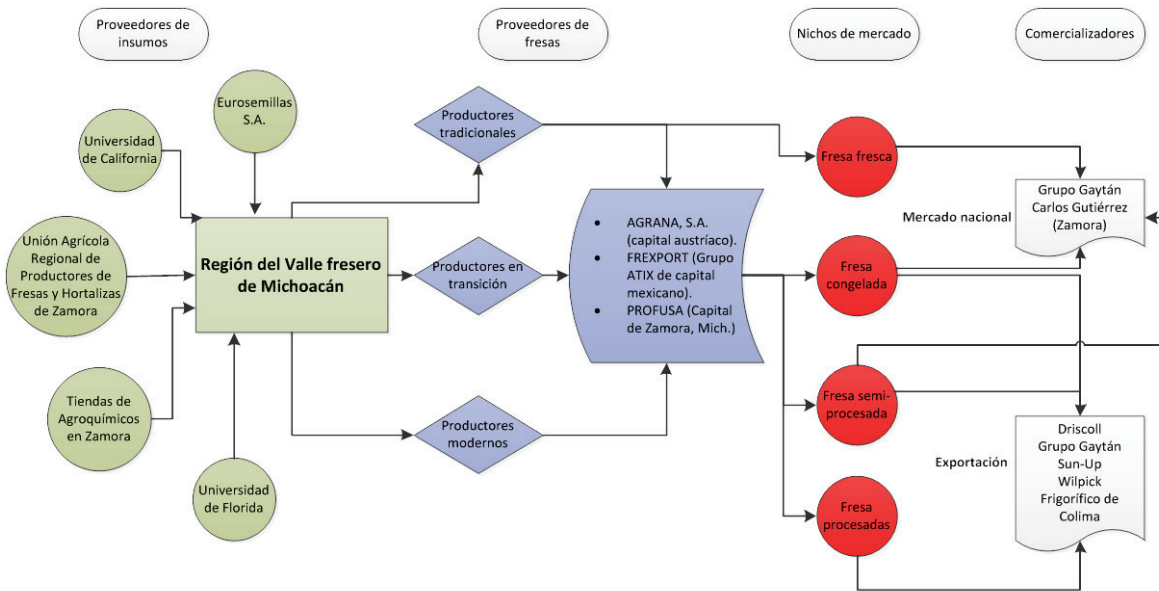 Proveedores de
insumos
Proveedores de
fresas
Nichos de mercado
Comercializadores
Eurosemillas
S.A.
Universidad
de California
Unión Agrícola
Regional de
Productores de
Fresas y Hortalizas
de Zamora
Tiendas de
Agroquímicos
en Zamora
Universidad
de Florida
Región del Valle fresero
de Michoacán
Productores
tradicionales
Productores en
transición
Productores
modernos
• AGRANA, S.A.
(capital austríaco).
• FREXPORT (Grupo
ATIX de capital
mexicano).
• PROFUSA (Capital
de Zamora, Mich.)
Fresa fresca
Fresa
congelada
Fresa semi-
procesada
Fresa
procesadas
Mercado nacional
Grupo Gaytán
Carlos Gutiérrez
(Zamora)
Exportación
Driscoll
Grupo Gaytán
Sun-Up
Wilpick
Frigorífico de
Colima